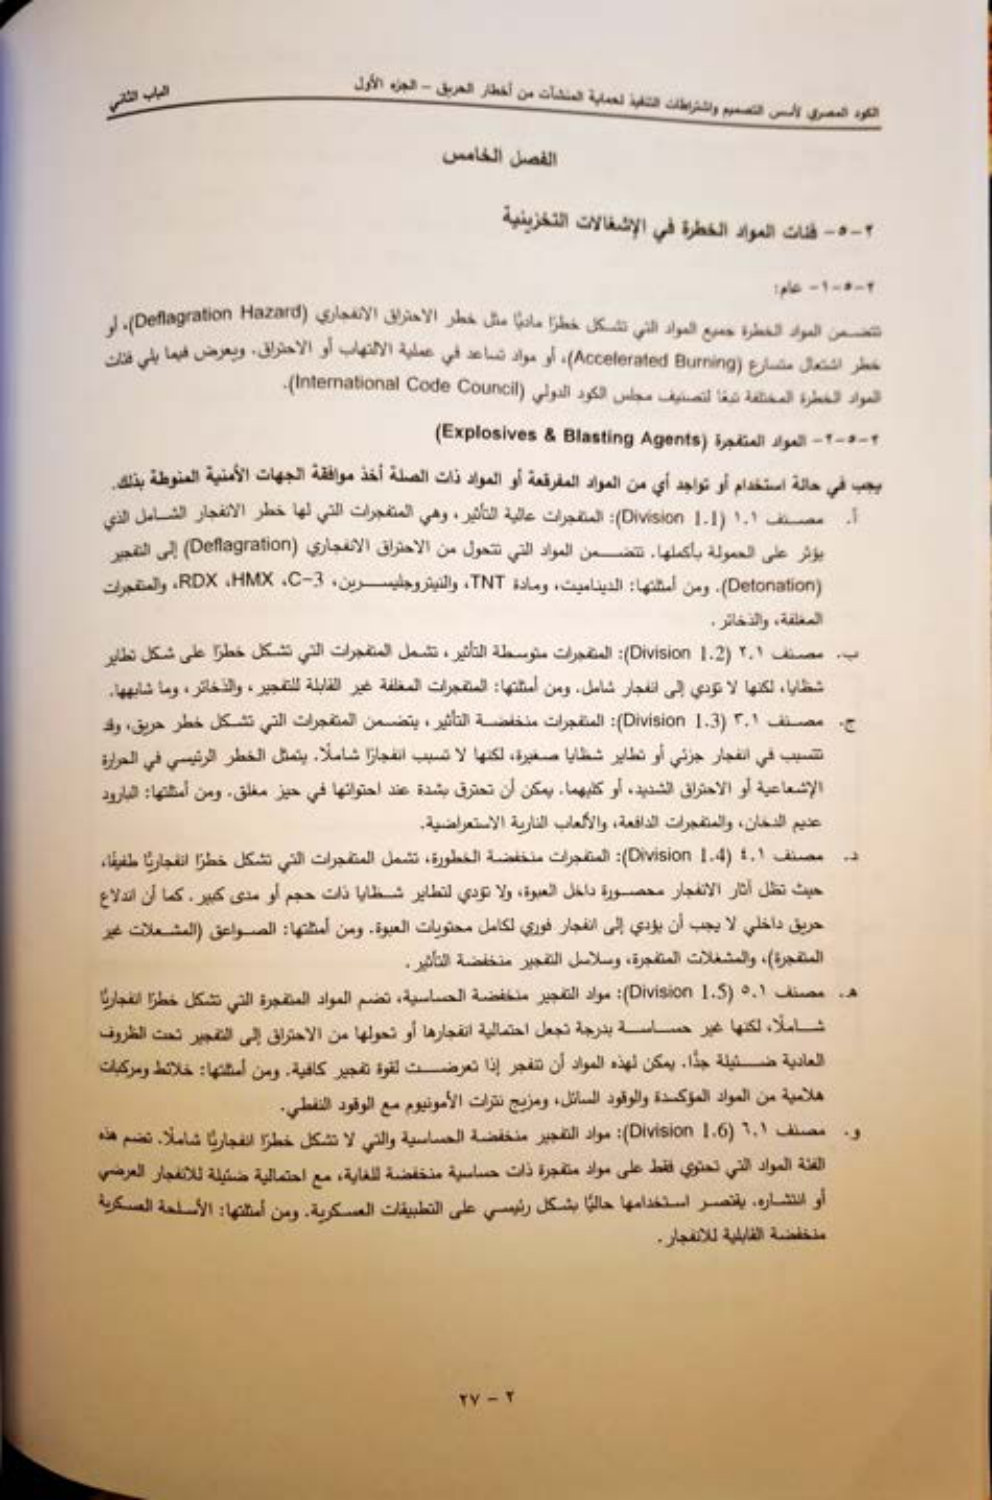 الكود المصري لأسس التصميم واشتراطات التنفيذ لحماية المنشآت من أخطار الحريق – الجزء الأول
الباب الثاني
الفصل الخامس
٢-٥- فئات المواد الخطرة في الإشغالات التخزينية
٢-٥-١- عام:
تتضمن المواد الخطرة جميع المواد التي تشكل خطرًا ماديًا مثل خطر الاحتراق الانفجاري (Deflagration Hazard)، أو
خطر اشتعال متسارع (Accelerated Burning)، أو مواد تساعد في عملية الالتهاب أو الاحتراق. ويعرض فيما يلي فئات
المواد الخطرة المختلفة تبعًا لتصنيف مجلس الكود الدولي (International Code Council).
٢-٥-٢- المواد المتفجرة (Explosives & Blasting Agents)
يجب في حالة استخدام أو تواجد أي من المواد المفرقعة أو المواد ذات الصلة أخذ موافقة الجهات الأمنية المنوطة بذلك.
أ. مصنف ١.١ (Division 1.1): المتفجرات عالية التأثير، وهي المتفجرات التي لها خطر الانفجار الشامل الذي
يؤثر على الحمولة بأكملها. تتضمن المواد التي تتحول من الاحتراق الانفجاري (Deflagration) إلى التفجير
(Detonation). ومن أمثلتها: الديناميت، ومادة TNT، والنيتروجليسرين، C-3، HMX، RDX، والمتفجرات
المغلفة، والذخائر.
ب. مصنف ٢.١ (Division 1.2): المتفجرات متوسطة التأثير، تشمل المتفجرات التي تشكل خطرًا على شكل تطاير
شظايا، لكنها لا تؤدي إلى انفجار شامل. ومن أمثلتها: المتفجرات المغلفة غير القابلة للتفجير، والذخائر، وما شابهها.
ج. مصنف ٣.١ (Division 1.3): المتفجرات منخفضة التأثير، يتضمن المتفجرات التي تشكل خطر حريق، وقد
تتسبب في انفجار جزئي أو تطاير شظايا صغيرة، لكنها لا تسبب انفجارًا شاملًا. يتمثل الخطر الرئيسي في الحرارة
الإشعاعية أو الاحتراق الشديد، أو كليهما. يمكن أن تحترق بشدة عند احتوائها في حيز مغلق. ومن أمثلتها: البارود
عديم الدخان، والمتفجرات الدافعة، والألعاب النارية الاستعراضية.
د. مصنف ٤.١ (Division 1.4): المتفجرات منخفضة الخطورة، تشمل المتفجرات التي تشكل خطرًا انفجاريًا طفيفًا،
حيث تظل آثار الانفجار محصورة داخل العبوة، ولا تؤدي لتطاير شظايا ذات حجم أو مدى كبير. كما أن اندلاع
حريق داخلي لا يجب أن يؤدي إلى انفجار فوري لكامل محتويات العبوة. ومن أمثلتها: الصواعق (المشعلات غير
المتفجرة)، والمشغلات المتفجرة، وسلاسل التفجير منخفضة التأثير.
هـ. مصنف ٥.١ (Division 1.5): مواد التفجير منخفضة الحساسية، تضم المواد المتفجرة التي تشكل خطرًا انفجاريًا
شاملًا، لكنها غير حساسة بدرجة تجعل احتمالية انفجارها أو تحولها من الاحتراق إلى التفجير تحت الظروف
العادية ضئيلة جدًا. يمكن لهذه المواد أن تنفجر إذا تعرضت لقوة تفجير كافية. ومن أمثلتها: خلائط ومركبات
هلامية من المواد المؤكسدة والوقود السائل، ومزيج نترات الأمونيوم مع الوقود النفطي.
و. مصنف ٦.١ (Division 1.6): مواد التفجير منخفضة الحساسية والتي لا تشكل خطرًا انفجاريًا شاملًا. تضم هذه
الفئة المواد التي تحتوي فقط على مواد متفجرة ذات حساسية منخفضة للغاية، مع احتمالية ضئيلة للانفجار العرضي
أو انتشاره. يقتصر استخدامها حاليًا بشكل رئيسي على التطبيقات العسكرية. ومن أمثلتها: الأسلحة العسكرية
منخفضة القابلية للانفجار.
٢ – ٢٧